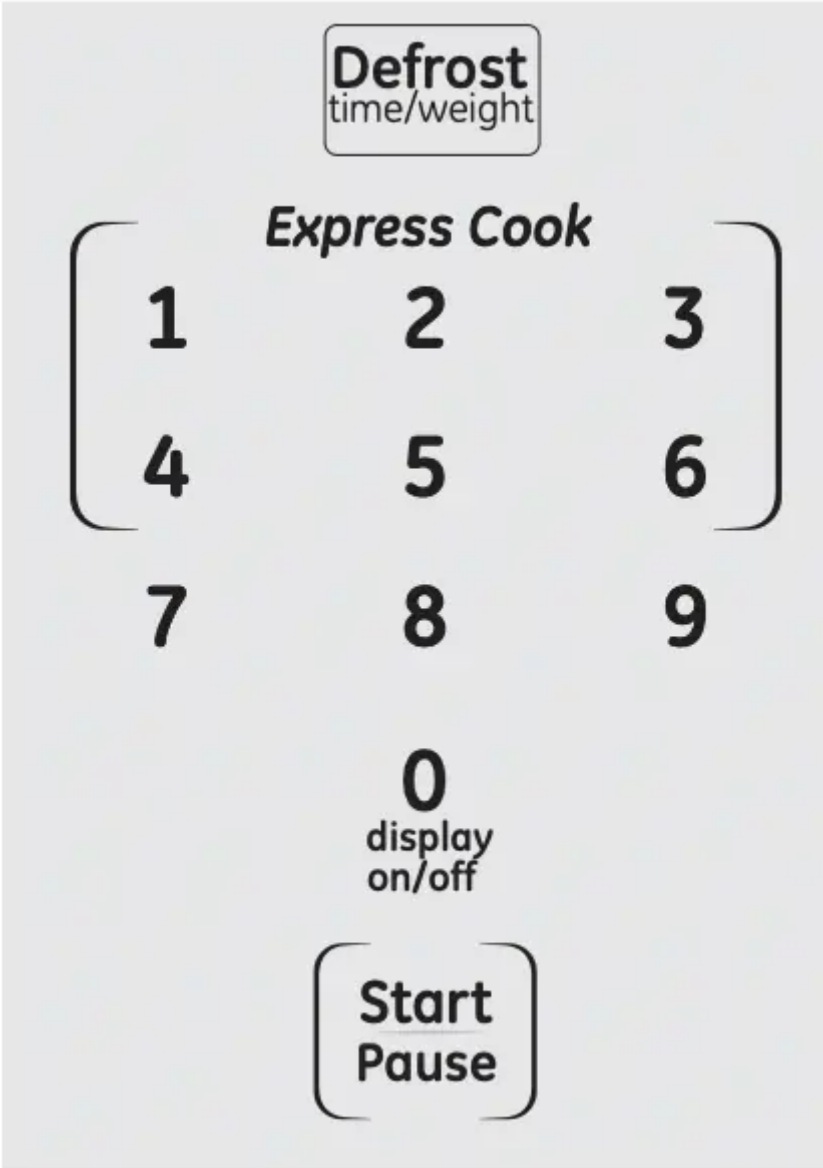 Defrost
time/weight
Express Cook
1 2 3
4 5 6
7 8 9
0
display
on/off
Start
Pause